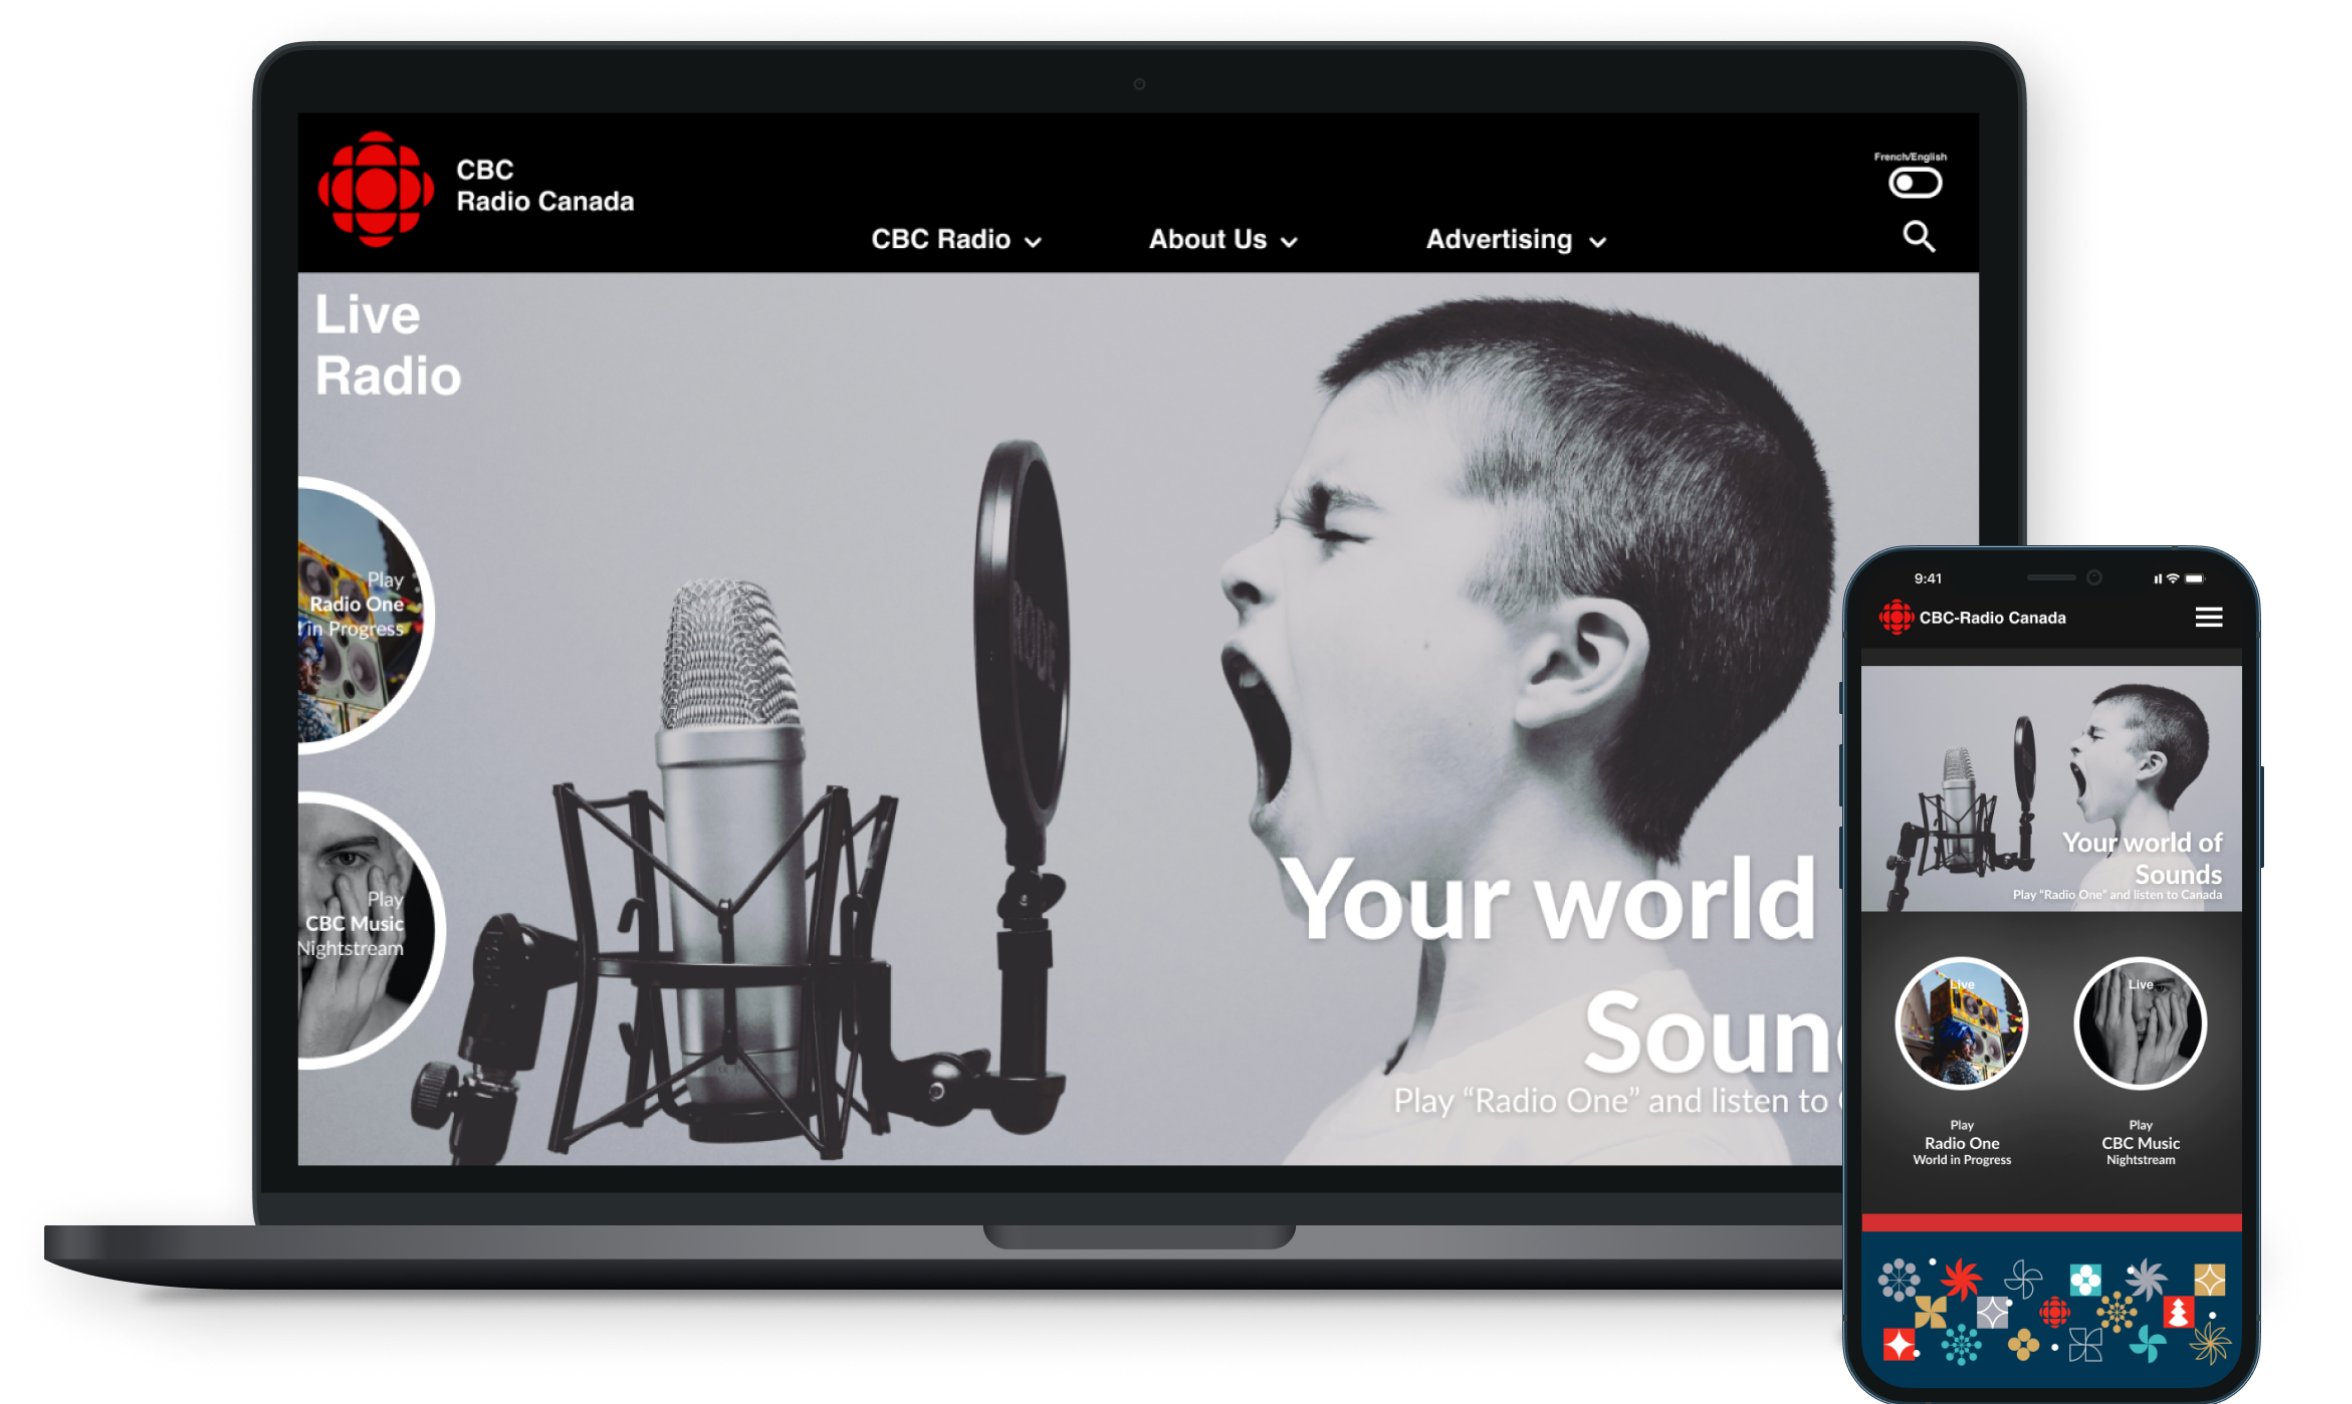 CBC
Radio Canada
French/English
CBC Radio
About Us
Advertising
Live
Radio
Play
Radio One
in Progress
Play
CBC Music
Nightstream
Your world
Soun
Play “Radio One” and listen to
9:41
CBC-Radio Canada
Your world of
Sounds
Play “Radio One” and listen to Canada
Live
Live
Play
Radio One
World in Progress
Play
CBC Music
Nightstream